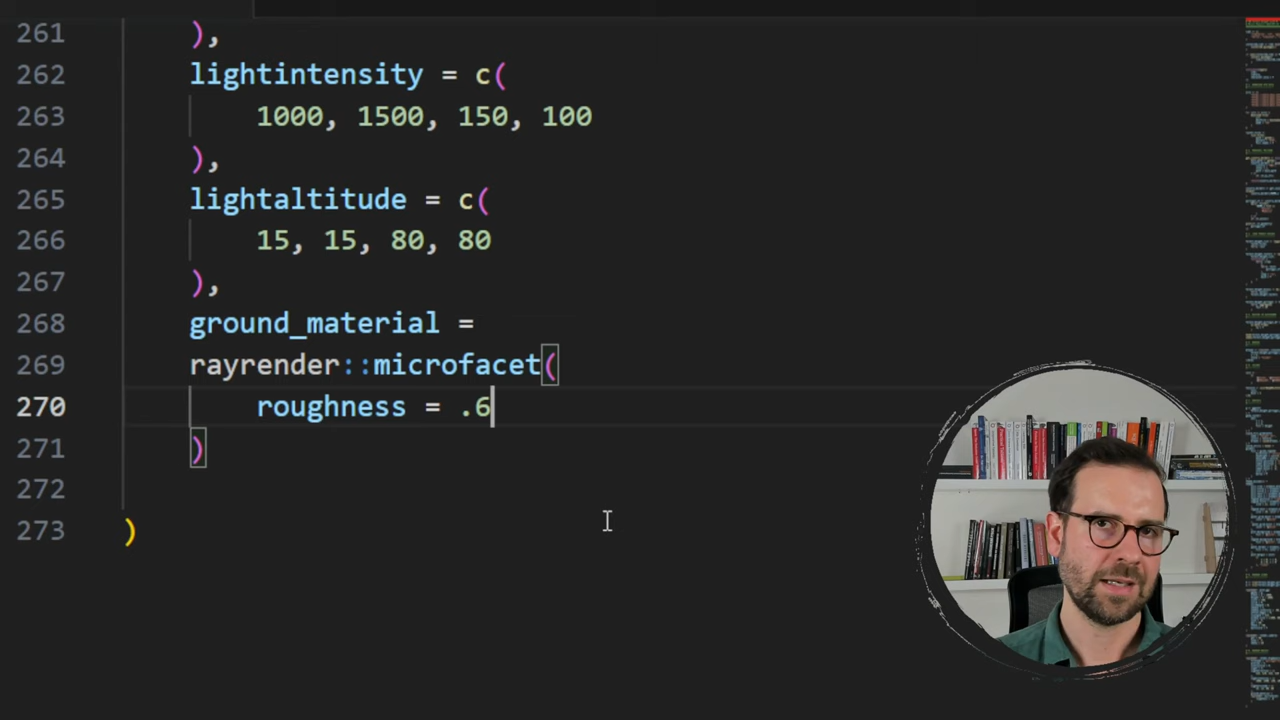 261 ),
262 lightintensity = c(
263 1000, 1500, 150, 100
264 ),
265 lightaltitude = c(
266 15, 15, 80, 80
267 ),
268 ground_material =
269 rayrender::microfacet(
270 roughness = .6
271 )
272
273 )